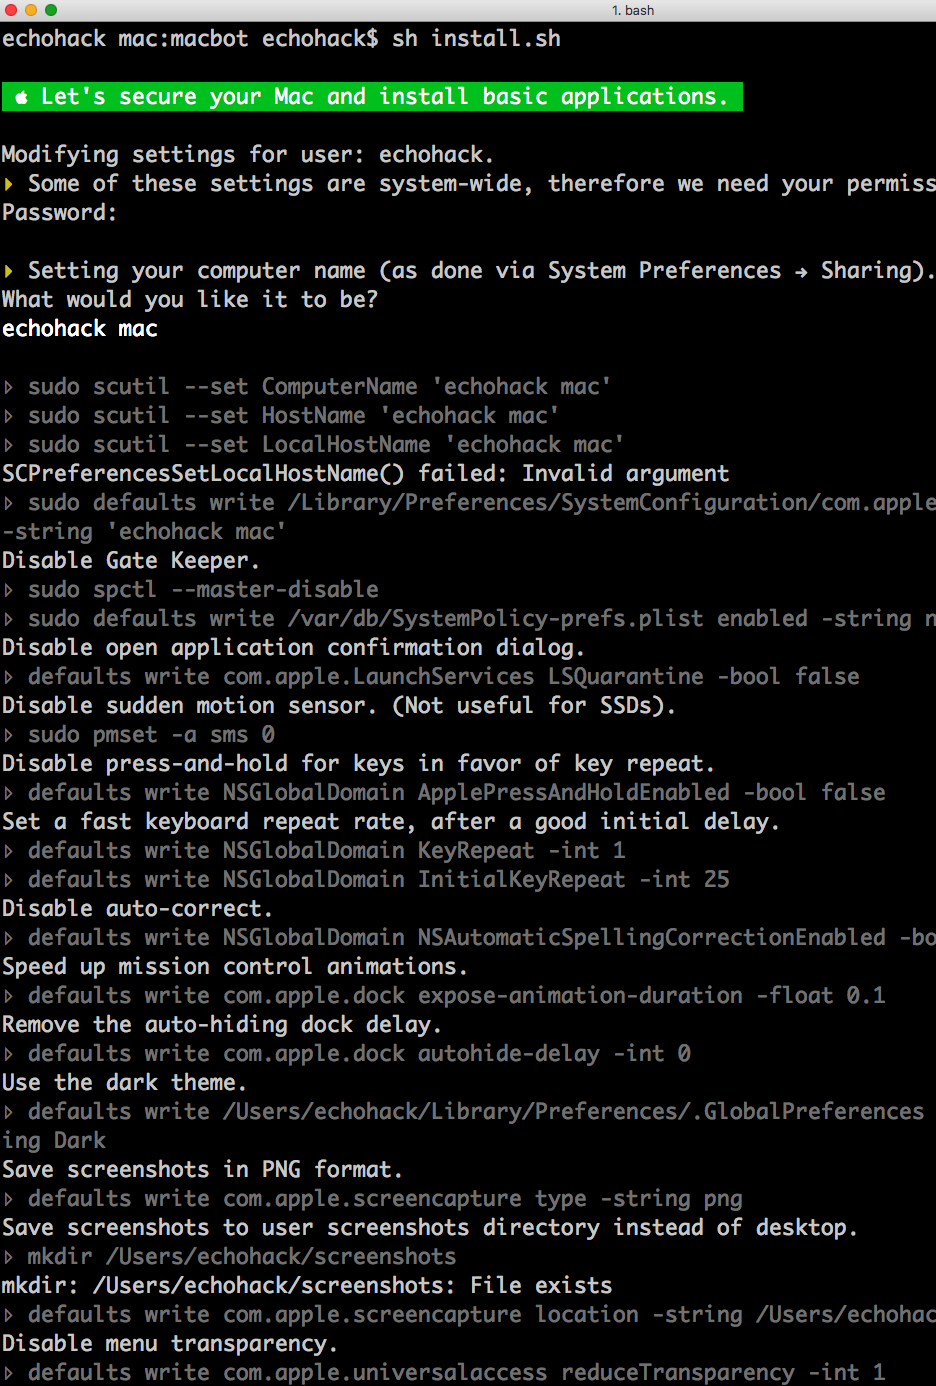 1. bash
echohack mac:macbot echohack$ sh install.sh
Let's secure your Mac and install basic applications.
Modifying settings for user: echohack.
▸ Some of these settings are system-wide, therefore we need your permiss
Password:
▸ Setting your computer name (as done via System Preferences → Sharing).
What would you like it to be?
echohack mac
▹ sudo scutil --set ComputerName 'echohack mac'
▹ sudo scutil --set HostName 'echohack mac'
▹ sudo scutil --set LocalHostName 'echohack mac'
SCPreferencesSetLocalHostName() failed: Invalid argument
▹ sudo defaults write /Library/Preferences/SystemConfiguration/com.apple
-string 'echohack mac'
Disable Gate Keeper.
▹ sudo spctl --master-disable
▹ sudo defaults write /var/db/SystemPolicy-prefs.plist enabled -string n
Disable open application confirmation dialog.
▹ defaults write com.apple.LaunchServices LSQuarantine -bool false
Disable sudden motion sensor. (Not useful for SSDs).
▹ sudo pmset -a sms 0
Disable press-and-hold for keys in favor of key repeat.
▹ defaults write NSGlobalDomain ApplePressAndHoldEnabled -bool false
Set a fast keyboard repeat rate, after a good initial delay.
▹ defaults write NSGlobalDomain KeyRepeat -int 1
▹ defaults write NSGlobalDomain InitialKeyRepeat -int 25
Disable auto-correct.
▹ defaults write NSGlobalDomain NSAutomaticSpellingCorrectionEnabled -bo
Speed up mission control animations.
▹ defaults write com.apple.dock expose-animation-duration -float 0.1
Remove the auto-hiding dock delay.
▹ defaults write com.apple.dock autohide-delay -int 0
Use the dark theme.
▹ defaults write /Users/echohack/Library/Preferences/.GlobalPreferences
ing Dark
Save screenshots in PNG format.
▹ defaults write com.apple.screencapture type -string png
Save screenshots to user screenshots directory instead of desktop.
▹ mkdir /Users/echohack/screenshots
mkdir: /Users/echohack/screenshots: File exists
▹ defaults write com.apple.screencapture location -string /Users/echohac
Disable menu transparency.
▹ defaults write com.apple.universalaccess reduceTransparency -int 1